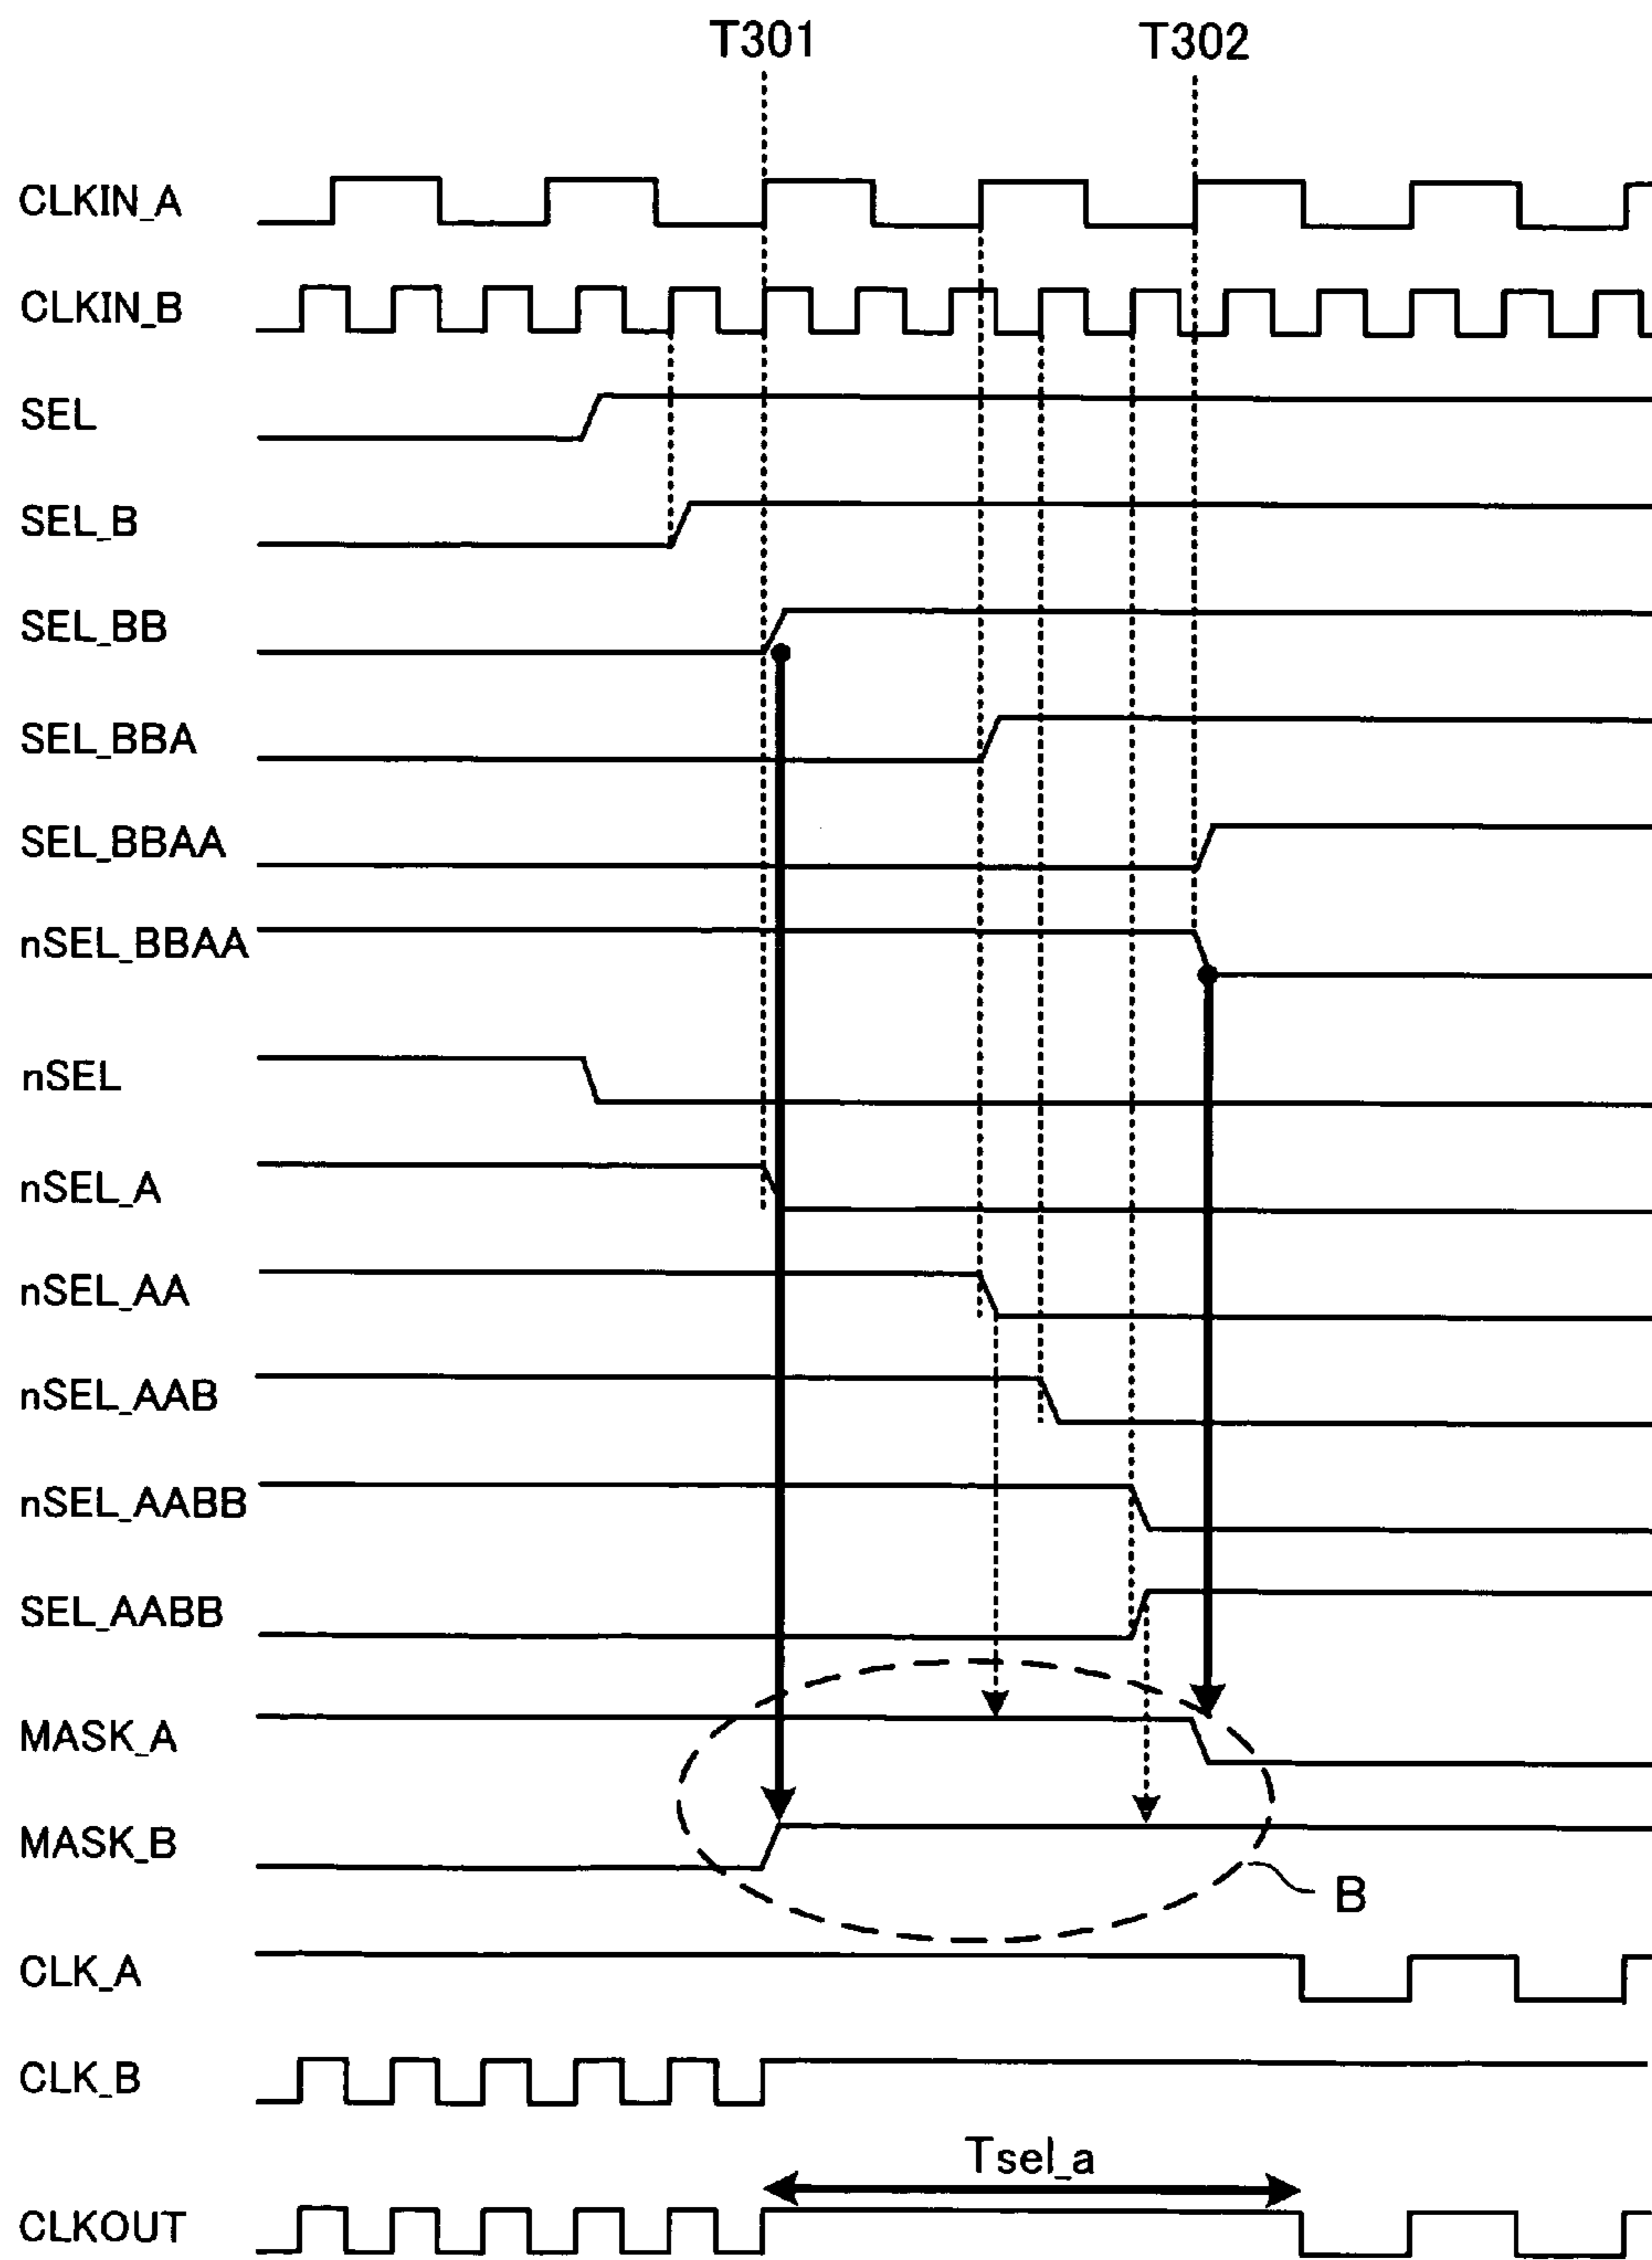 T301 T302
CLKIN_A
CLKIN_B
SEL
SEL_B
SEL_BB
SEL_BBA
SEL_BBAA
nSEL_BBAA
nSEL
nSEL_A
nSEL_AA
nSEL_AAB
nSEL_AABB
SEL_AABB
MASK_A
MASK_B
B
CLK_A
CLK_B
Tsel_a
CLKOUT